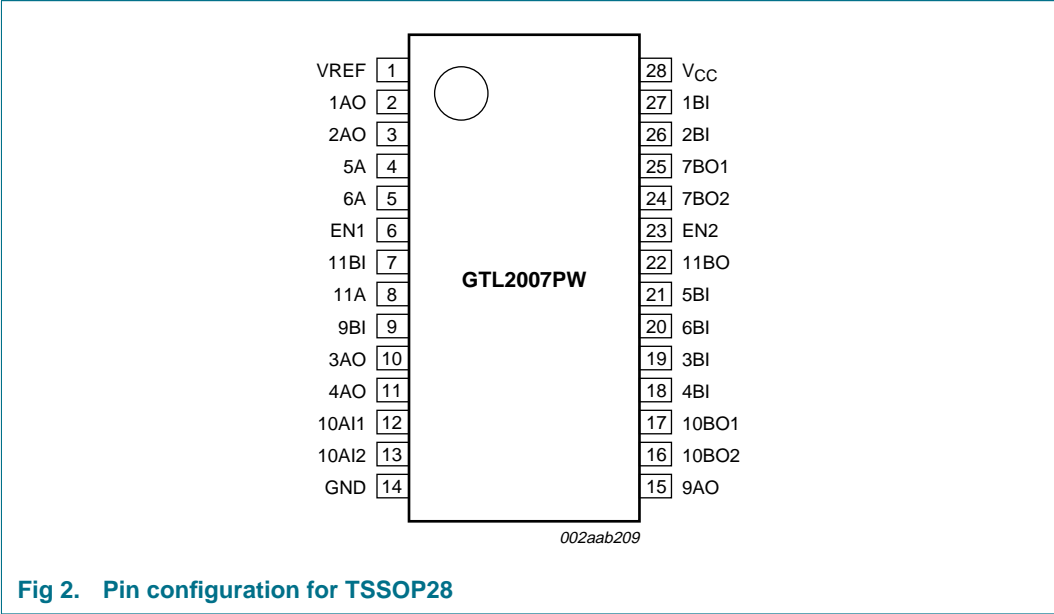 VREF 1 28 VCC
1AO 2 27 1BI
2AO 3 26 2BI
5A 4 25 7BO1
6A 5 24 7BO2
EN1 6 23 EN2
11BI 7 22 11BO
GTL2007PW
11A 8 21 5BI
9BI 9 20 6BI
3AO 10 19 3BI
4AO 11 18 4BI
10AI1 12 17 10BO1
10AI2 13 16 10BO2
GND 14 15 9AO
002aab209
Fig 2. Pin configuration for TSSOP28